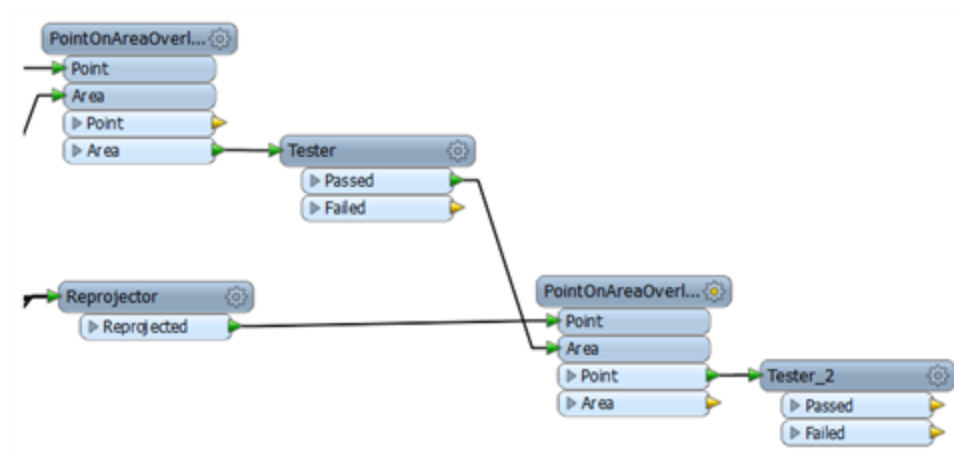 PointOnAreaOverl...
Point
Area
Point
Area
Tester
Passed
Failed
Reprojector
Reprojected
PointOnAreaOverl...
Point
Area
Point
Area
Tester_2
Passed
Failed